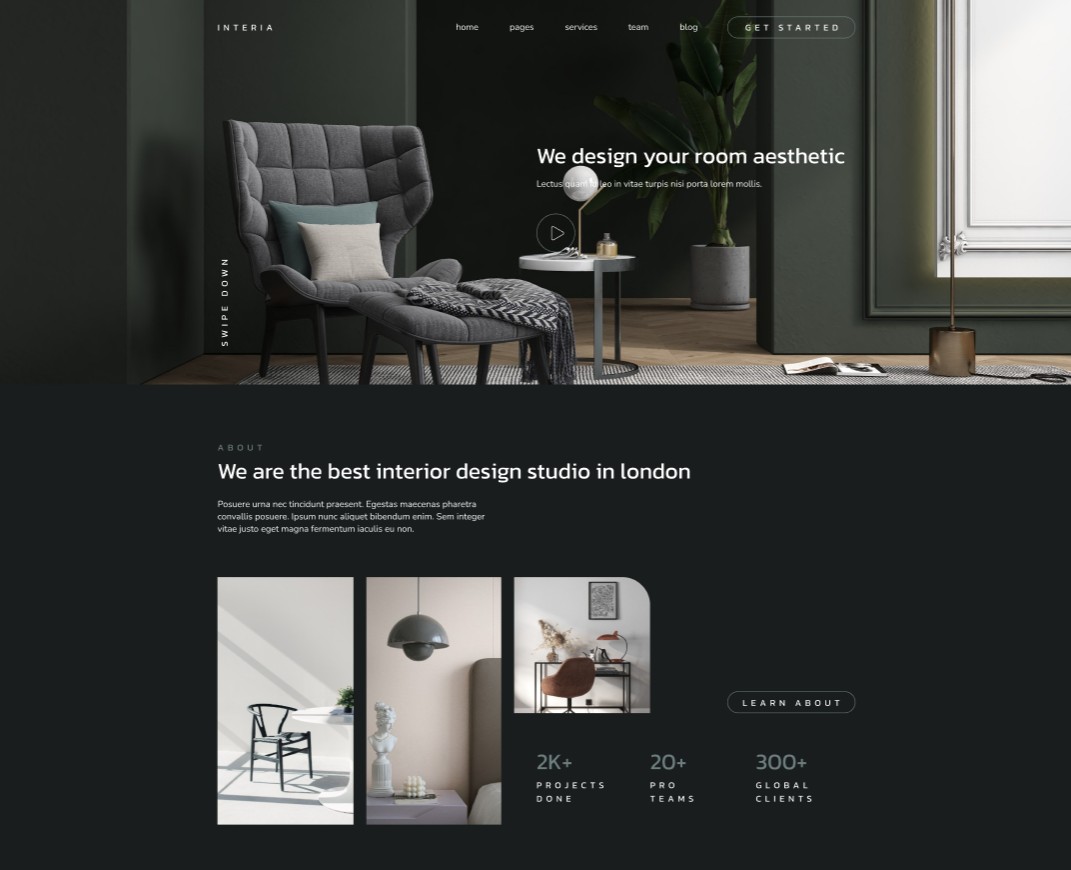 INTERIA
home
pages
services
team
blog
GET STARTED
We design your room aesthetic
Lectus quam id leo in vitae turpis nisi porta lorem mollis.
SWIPE DOWN
ABOUT
We are the best interior design studio in london
Posuere urna nec tincidunt praesent. Egestas maecenas pharetra
convallis posuere. Ipsum nunc aliquet bibendum enim. Sem integer
vitae justo eget magna fermentum iaculis eu non.
LEARN ABOUT
2K+
PROJECTS
DONE
20+
PRO
TEAMS
300+
GLOBAL
CLIENTS